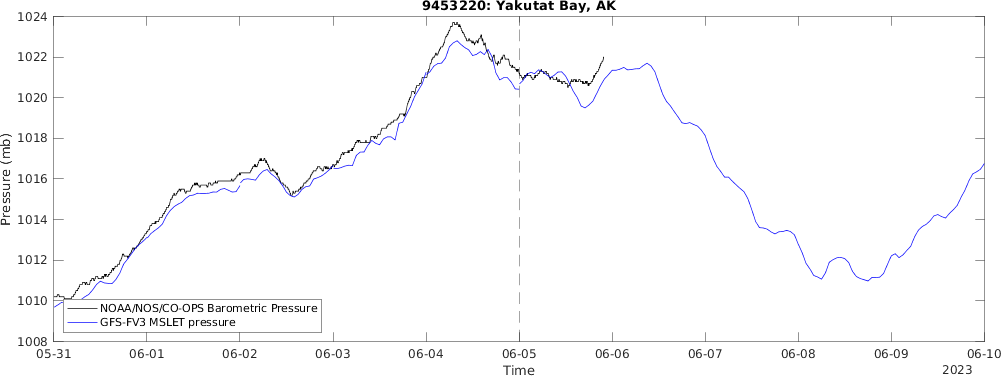 9453220: Yakutat Bay, AK
Pressure (mb)
1024
1022
1020
1018
1016
1014
1012
1010
1008
NOAA/NOS/CO-OPS Barometric Pressure
GFS-FV3 MSLET pressure
05-31 06-01 06-02 06-03 06-04 06-05 06-06 06-07 06-08 06-09 06-10
Time
2023